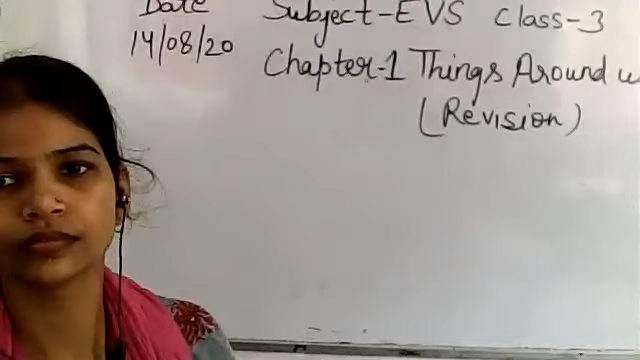 Date Subject-EVS Class-3
14/08/20 Chapter-1 Things Around u
(Revision)